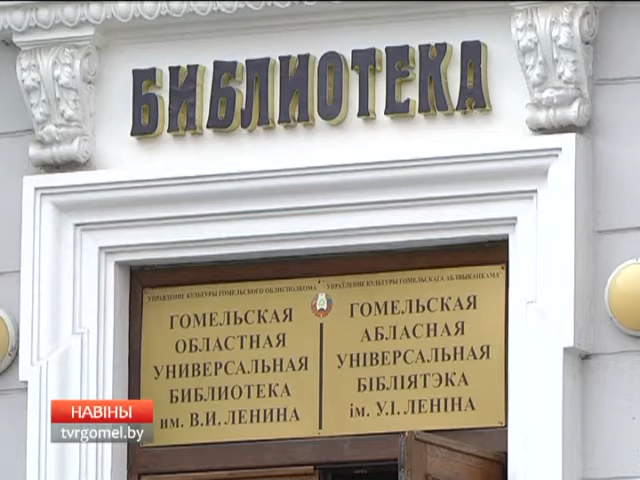 БИБЛИОТЕКА
УПРАВЛЕНИЕ КУЛЬТУРЫ ГОМЕЛЬСКОГО ОБЛИСПОЛКОМА
ГОМЕЛЬСКАЯ
ОБЛАСТНАЯ
УНИВЕРСАЛЬНАЯ
БИБЛИОТЕКА
им. В.И. ЛЕНИНА
УПРАЎЛЕННЕ КУЛЬТУРЫ ГОМЕЛЬСКАГА АБЛВЫКАНКАМА
ГОМЕЛЬСКАЯ
АБЛАСНАЯ
УНІВЕРСАЛЬНАЯ
БІБЛІЯТЭКА
ім. У.І. ЛЕНІНА
НАВІНЫ
tvrgomel.by